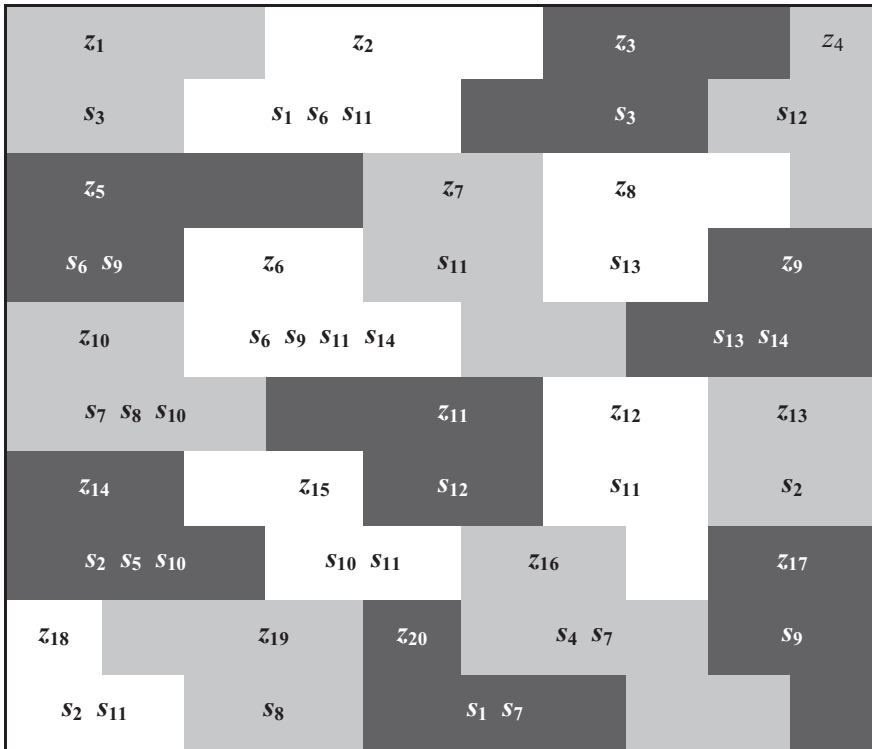 z1 z2 z3 z4
s3 s1 s6 s11 s3 s12
z5 z7 z8
s6 s9 z6 s11 s13 z9
z10 s6 s9 s11 s14 s13 s14
s7 s8 s10 z11 z12 z13
z14 z15 s12 s11 s2
s2 s5 s10 s10 s11 z16 z17
z18 z19 z20 s4 s7 s9
s2 s11 s8 s1 s7